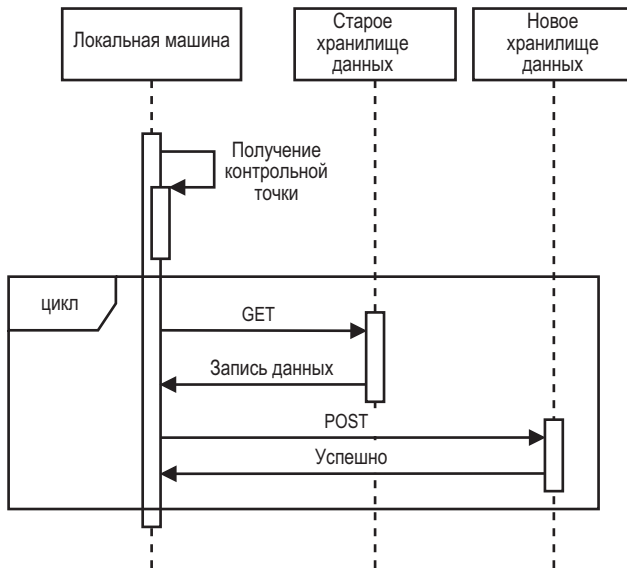 Локальная машина
Старое
хранилище
данных
Новое
хранилище
данных
Получение
контрольной
точки
цикл
GET
Запись данных
POST
Успешно